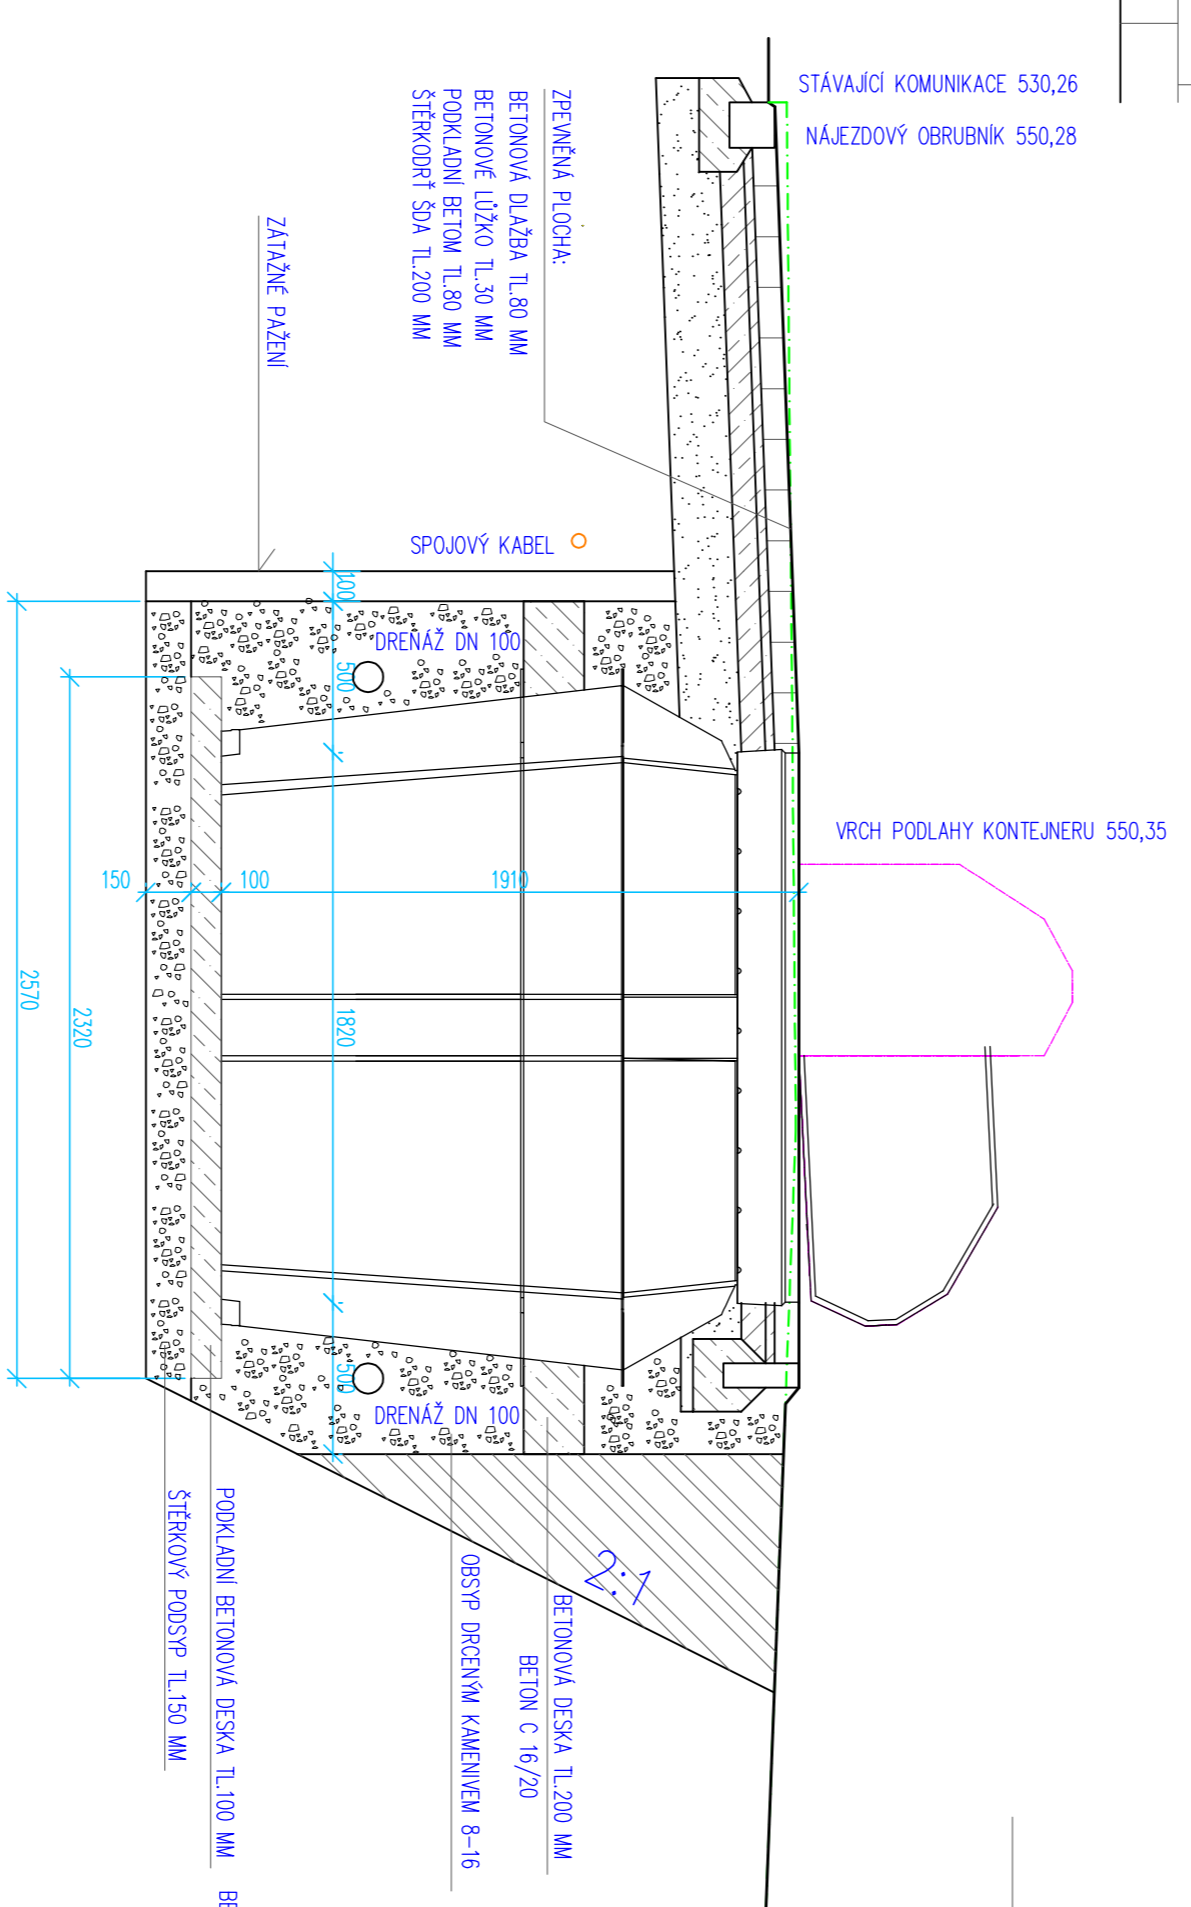 STÁVAJÍCÍ KOMUNIKACE 530,26
NÁJEZDOVÝ OBRUBNÍK 550,28
ZPEVNĚNÁ PLOCHA:
BETONOVÁ DLAŽBA TL.80 MM
BETONOVÉ LŮŽKO TL.30 MM
PODKLADNÍ BETOM TL.80 MM
ŠTĚRKODRŤ ŠDA TL.200 MM
ZÁTAŽNÉ PAŽENÍ
SPOJOVÝ KABEL
100
DRENÁŽ DN 100
500
VRCH PODLAHY KONTEJNERU 550,35
150
100
1910
2570
2320
1820
500
DRENÁŽ DN 100
2:1
BETONOVÁ DESKA TL.200 MM
BETON C 16/20
OBSYP DRCENÝM KAMENIVEM 8-16
PODKLADNÍ BETONOVÁ DESKA TL.100 MM
ŠTĚRKOVÝ PODSYP TL.150 MM